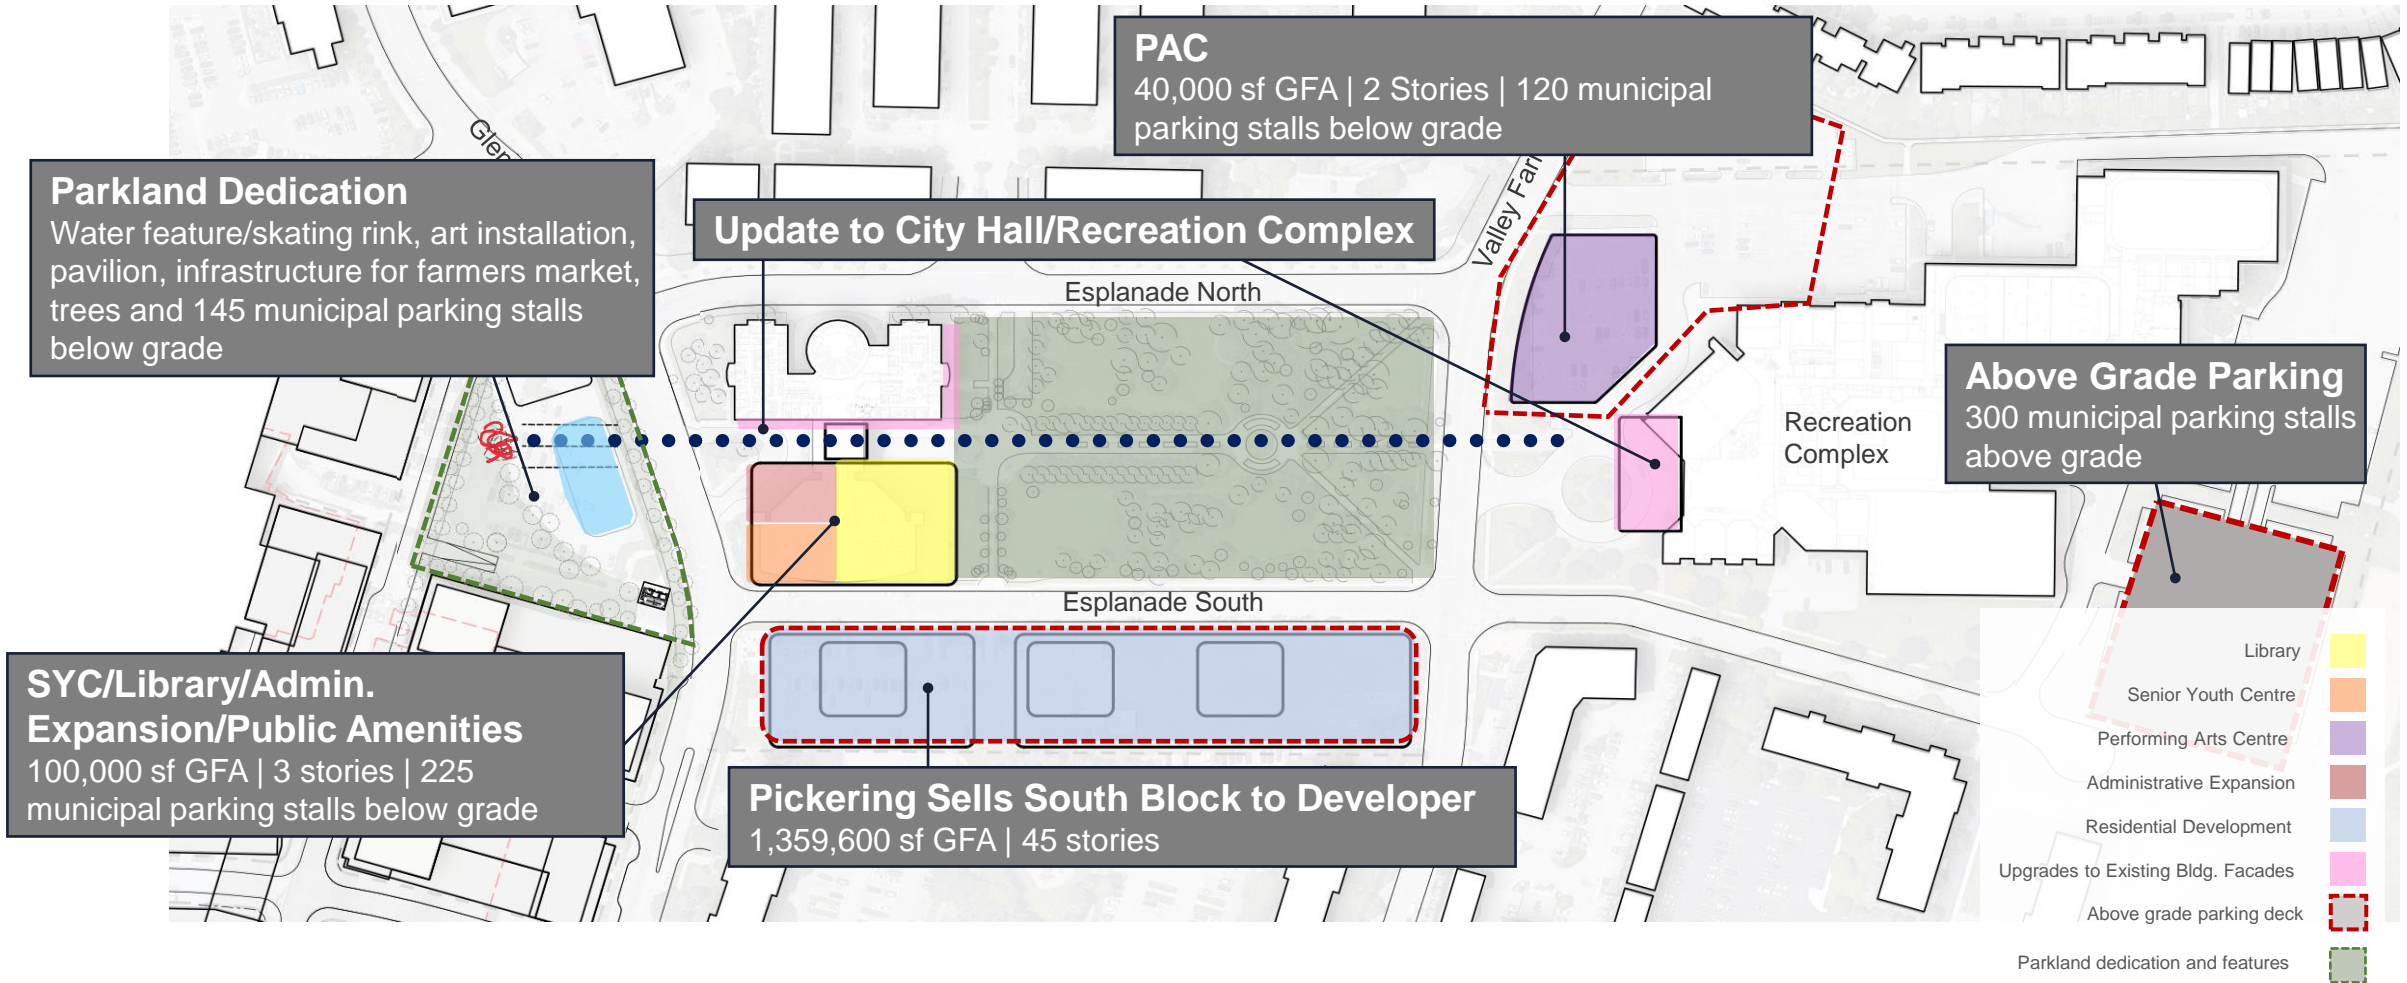 PAC
40,000 sf GFA | 2 Stories | 120 municipal
parking stalls below grade
Parkland Dedication
Water feature/skating rink, art installation,
pavilion, infrastructure for farmers market,
trees and 145 municipal parking stalls
below grade
Update to City Hall/Recreation Complex
Valley
Esplanade North
Above Grade Parking
300 municipal parking stalls
above grade
Recreation
Complex
Esplanade South
SYC/Library/Admin.
Expansion/Public Amenities
100,000 sf GFA | 3 stories | 225
municipal parking stalls below grade
Pickering Sells South Block to Developer
1,359,600 sf GFA | 45 stories
Library
Senior Youth Centre
Performing Arts Centre
Administrative Expansion
Residential Development
Upgrades to Existing Bldg. Facades
Above grade parking deck
Parkland dedication and features